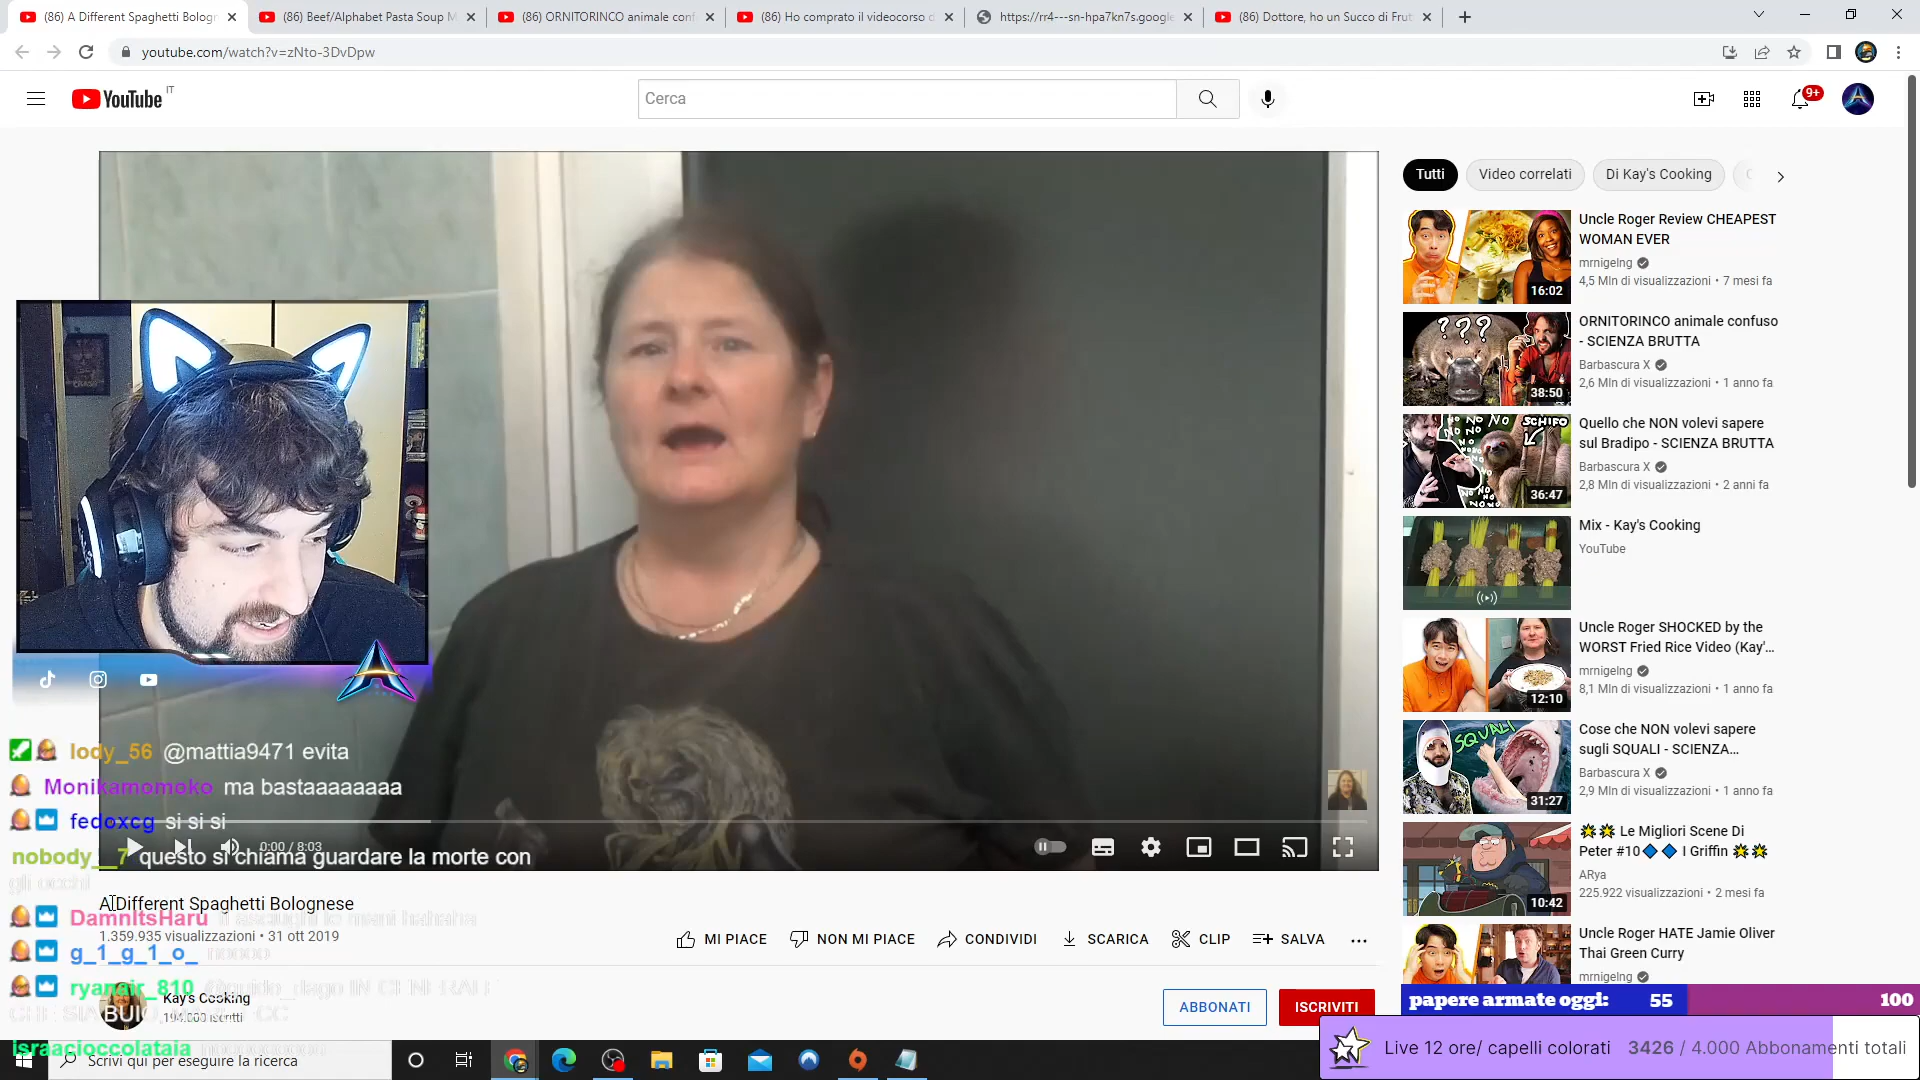 (86) A Different Spaghetti Bologn
(86) Beef/Alphabet Pasta Soup M
(86) ORNITORINCO animale conf
(86) Ho comprato il videocorso d
https://rr4---sn-hpa7kn7s.google
(86) Dottore, ho un Succo di Frut
youtube.com/watch?v=zNto-3DvDpw
YouTube IT
Cerca
9+
Tutti
Video correlati
Di Kay's Cooking
Uncle Roger Review CHEAPEST
WOMAN EVER
mrnigelng
4,5 Mln di visualizzazioni • 7 mesi fa
16:02
ORNITORINCO animale confuso
- SCIENZA BRUTTA
Barbascura X
2,6 Mln di visualizzazioni • 1 anno fa
???
38:50
Quello che NON volevi sapere
sul Bradipo - SCIENZA BRUTTA
Barbascura X
2,8 Mln di visualizzazioni • 2 anni fa
SCHIFO
36:47
Mix - Kay's Cooking
YouTube
Uncle Roger SHOCKED by the
WORST Fried Rice Video (Kay'...
mrnigelng
8,1 Mln di visualizzazioni • 1 anno fa
12:10
Cose che NON volevi sapere
sugli SQUALI - SCIENZA...
Barbascura X
2,9 Mln di visualizzazioni • 1 anno fa
SQUALI
31:27
Le Migliori Scene Di
Peter #10 I Griffin
ARya
225.922 visualizzazioni • 2 mesi fa
10:42
Uncle Roger HATE Jamie Oliver
Thai Green Curry
mrnigelng
lody_56 @mattia9471 evita
Monikamomoko ma bastaaaaaaaa
fedoxcg si si si
0:00 / 8:03
nobody__7 questo si chiama guardare la morte con
gli occhi
A Different Spaghetti Bolognese
DamnItsHaru
1.359.935 visualizzazioni • 31 ott 2019
MI PIACE
NON MI PIACE
CONDIVIDI
SCARICA
CLIP
SALVA
g_1_g_1_o_
ryanair_810
Kay's Cooking
ABBONATI
ISCRIVITI
israacioccolataia
papere armate oggi: 55
100
Live 12 ore/ capelli colorati 3426 / 4.000 Abbonamenti totali
Scrivi qui per eseguire la ricerca